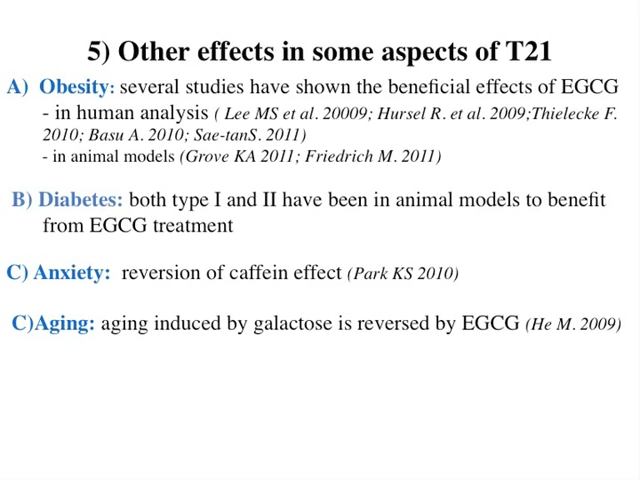 5) Other effects in some aspects of T21
A) Obesity: several studies have shown the beneficial effects of EGCG
- in human analysis ( Lee MS et al. 20009; Hursel R. et al. 2009;Thielecke F.
2010; Basu A. 2010; Sae-tanS. 2011)
- in animal models (Grove KA 2011; Friedrich M. 2011)
B) Diabetes: both type I and II have been in animal models to benefit
from EGCG treatment
C) Anxiety: reversion of caffein effect (Park KS 2010)
C)Aging: aging induced by galactose is reversed by EGCG (He M. 2009)